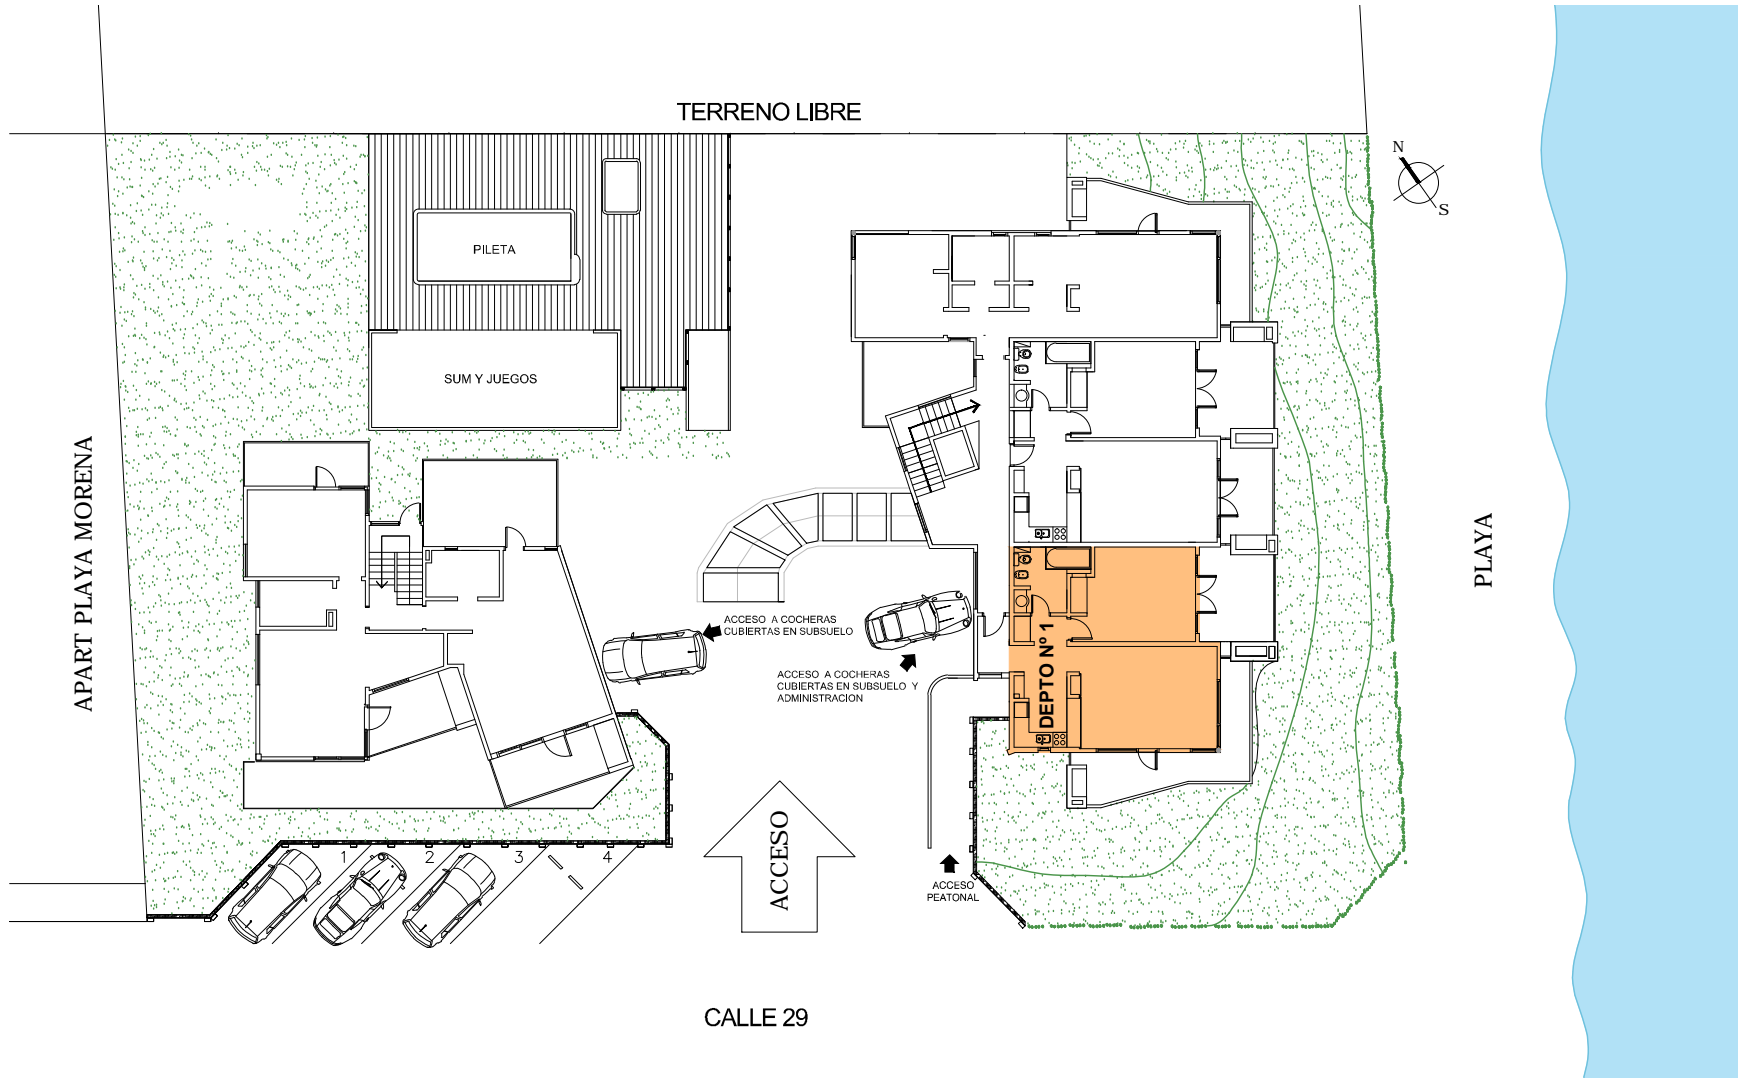 TERRENO LIBRE
N
S
PILETA
SUM Y JUEGOS
APART PLAYA MORENA
PLAYA
ACCESO A COCHERAS
CUBIERTAS EN SUBSUELO
ACCESO A COCHERAS
CUBIERTAS EN SUBSUELO Y
ADMINISTRACION
DEPTO Nº 1
1
2
3
4
ACCESO
ACCESO
PEATONAL
CALLE 29